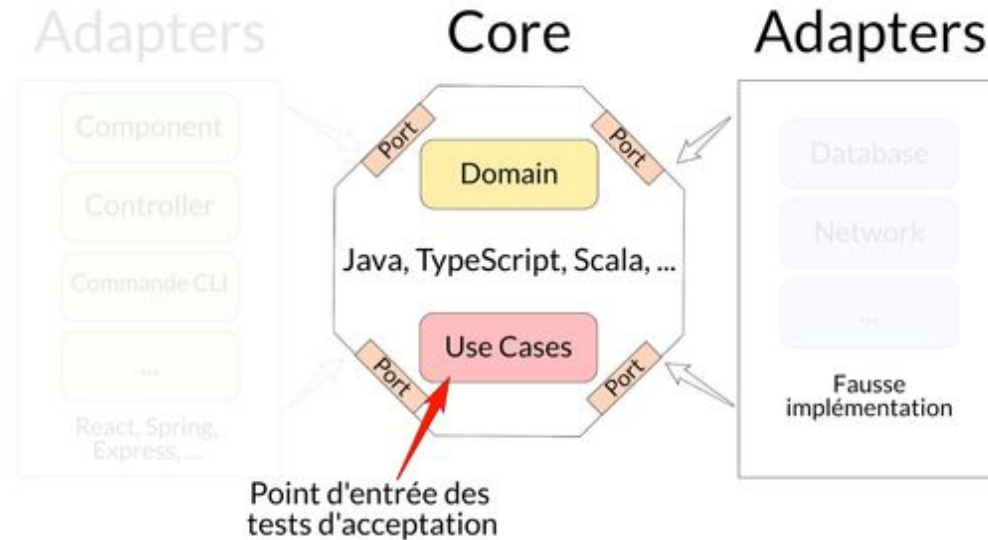 Adapters
Core
Adapters
Component
Controller
Commande CLI
...
React, Spring,
Express, ...
Port
Port
Domain
Java, TypeScript, Scala, ...
Use Cases
Port
Port
Database
Network
...
Fausse
implémentation
Point d'entrée des
tests d'acceptation